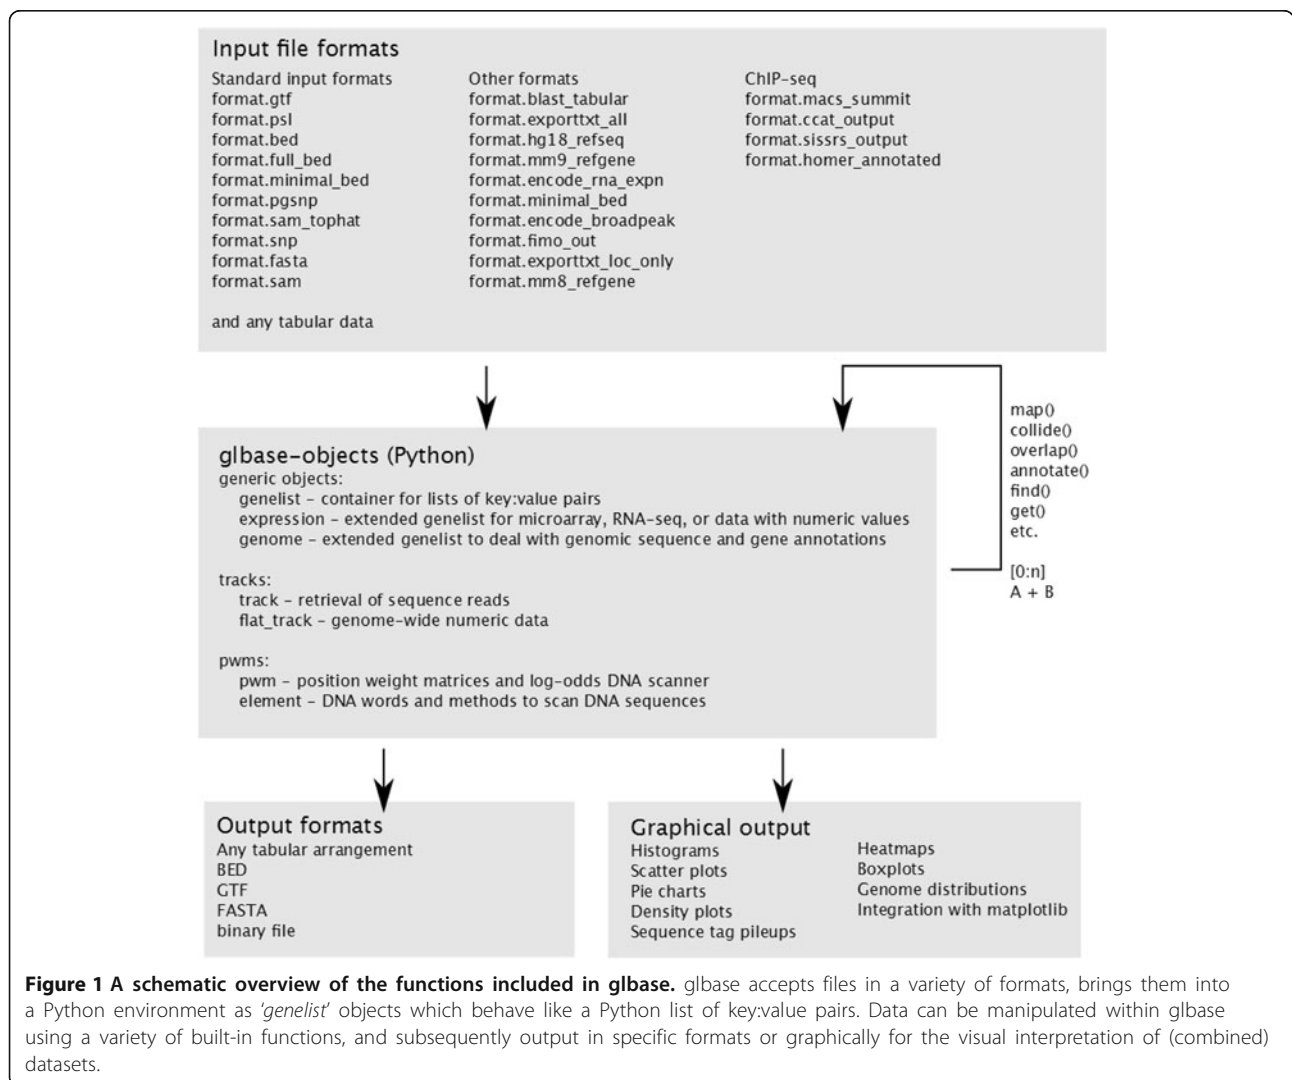 Input file formats
Standard input formats
format.gtf
format.psl
format.bed
format.full_bed
format.minimal_bed
format.pgsnp
format.sam_tophat
format.snp
format.fasta
format.sam
and any tabular data
Other formats
format.blast_tabular
format.exporttxt_all
format.hg18_refseq
format.mm9_refgene
format.encode_rna_expn
format.minimal_bed
format.encode_broadpeak
format.fimo_out
format.exporttxt_loc_only
format.mm8_refgene
ChIP-seq
format.macs_summit
format.ccat_output
format.sissrs_output
format.homer_annotated
map()
collide()
overlap()
annotate()
find()
get()
etc.
[0:n]
A + B
glbase-objects (Python)
generic objects:
genelist – container for lists of key:value pairs
expression – extended genelist for microarray, RNA-seq, or data with numeric values
genome – extended genelist to deal with genomic sequence and gene annotations
tracks:
track – retrieval of sequence reads
flat_track – genome-wide numeric data
pwms:
pwm – position weight matrices and log-odds DNA scanner
element – DNA words and methods to scan DNA sequences
Output formats
Any tabular arrangement
BED
GTF
FASTA
binary file
Graphical output
Histograms
Scatter plots
Pie charts
Density plots
Sequence tag pileups
Heatmaps
Boxplots
Genome distributions
Integration with matplotlib
Figure 1 A schematic overview of the functions included in glbase. glbase accepts files in a variety of formats, brings them into
a Python environment as ‘genelist’ objects which behave like a Python list of key:value pairs. Data can be manipulated within glbase
using a variety of built-in functions, and subsequently output in specific formats or graphically for the visual interpretation of (combined)
datasets.